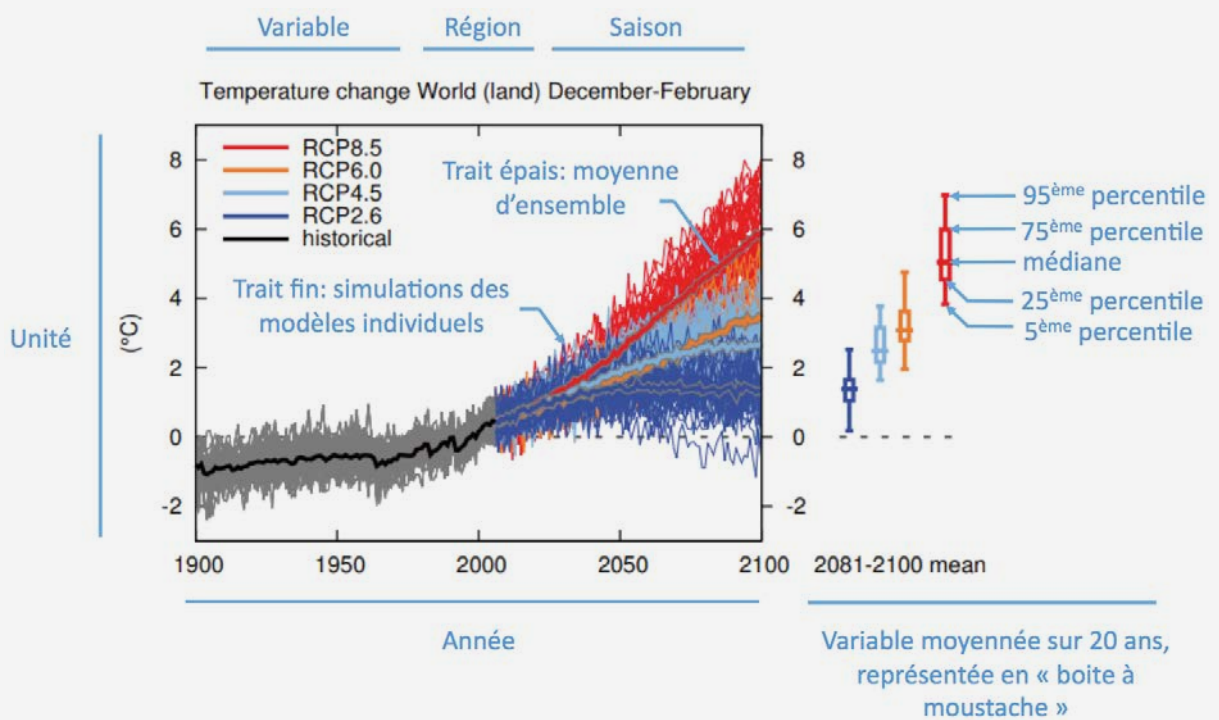 Variable
Région
Saison
Temperature change World (land) December-February
Unité
(°C)
8
6
4
2
0
-2
RCP8.5
RCP6.0
RCP4.5
RCP2.6
historical
Trait épais: moyenne
d'ensemble
Trait fin: simulations des
modèles individuels
8
6
4
2
0
-2
95ème percentile
75ème percentile
médiane
25ème percentile
5ème percentile
1900
1950
2000
2050
2100
2081-2100 mean
Année
Variable moyennée sur 20 ans,
représentée en « boite à
moustache »